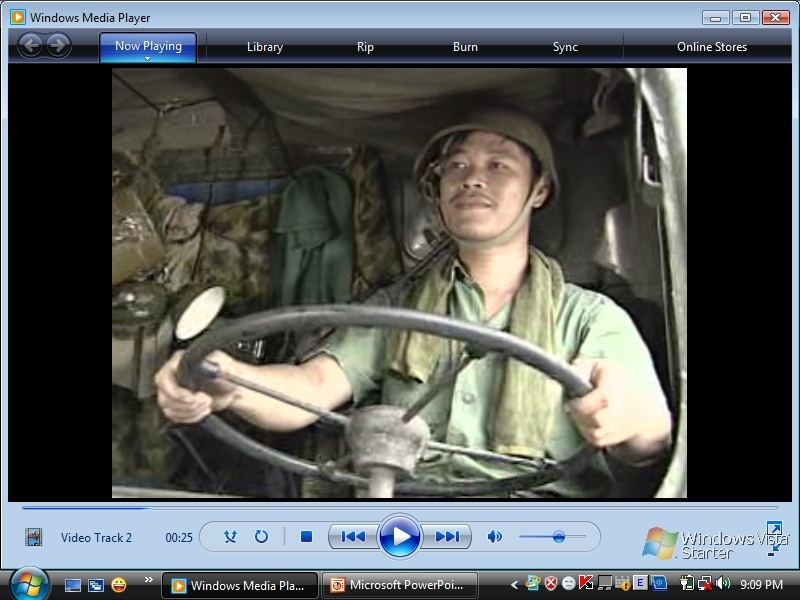 Windows Media Player
Now Playing Library Rip Burn Sync Online Stores
Video Track 2 00:25
Windows Vista
Starter
Windows Media Pla... Microsoft PowerPoi... E 9:09 PM